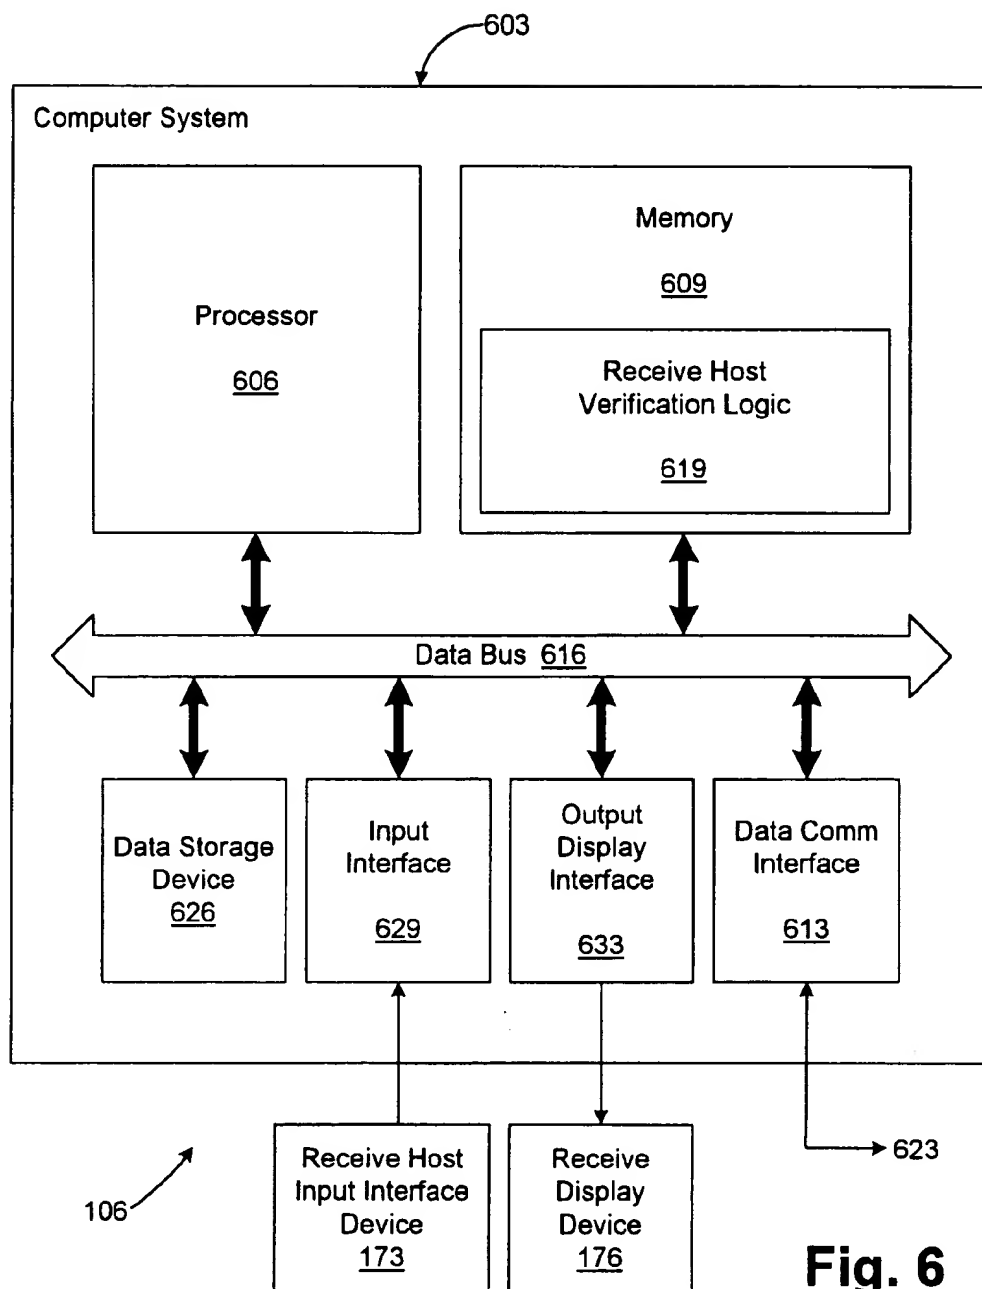 603
Computer System
Processor
606
Memory
609
Receive Host
Verification Logic
619
Data Bus 616
Data Storage
Device
626
Input
Interface
629
Output
Display
Interface
633
Data Comm
Interface
613
623
106
Receive Host
Input Interface
Device
173
Receive
Display
Device
176
Fig. 6